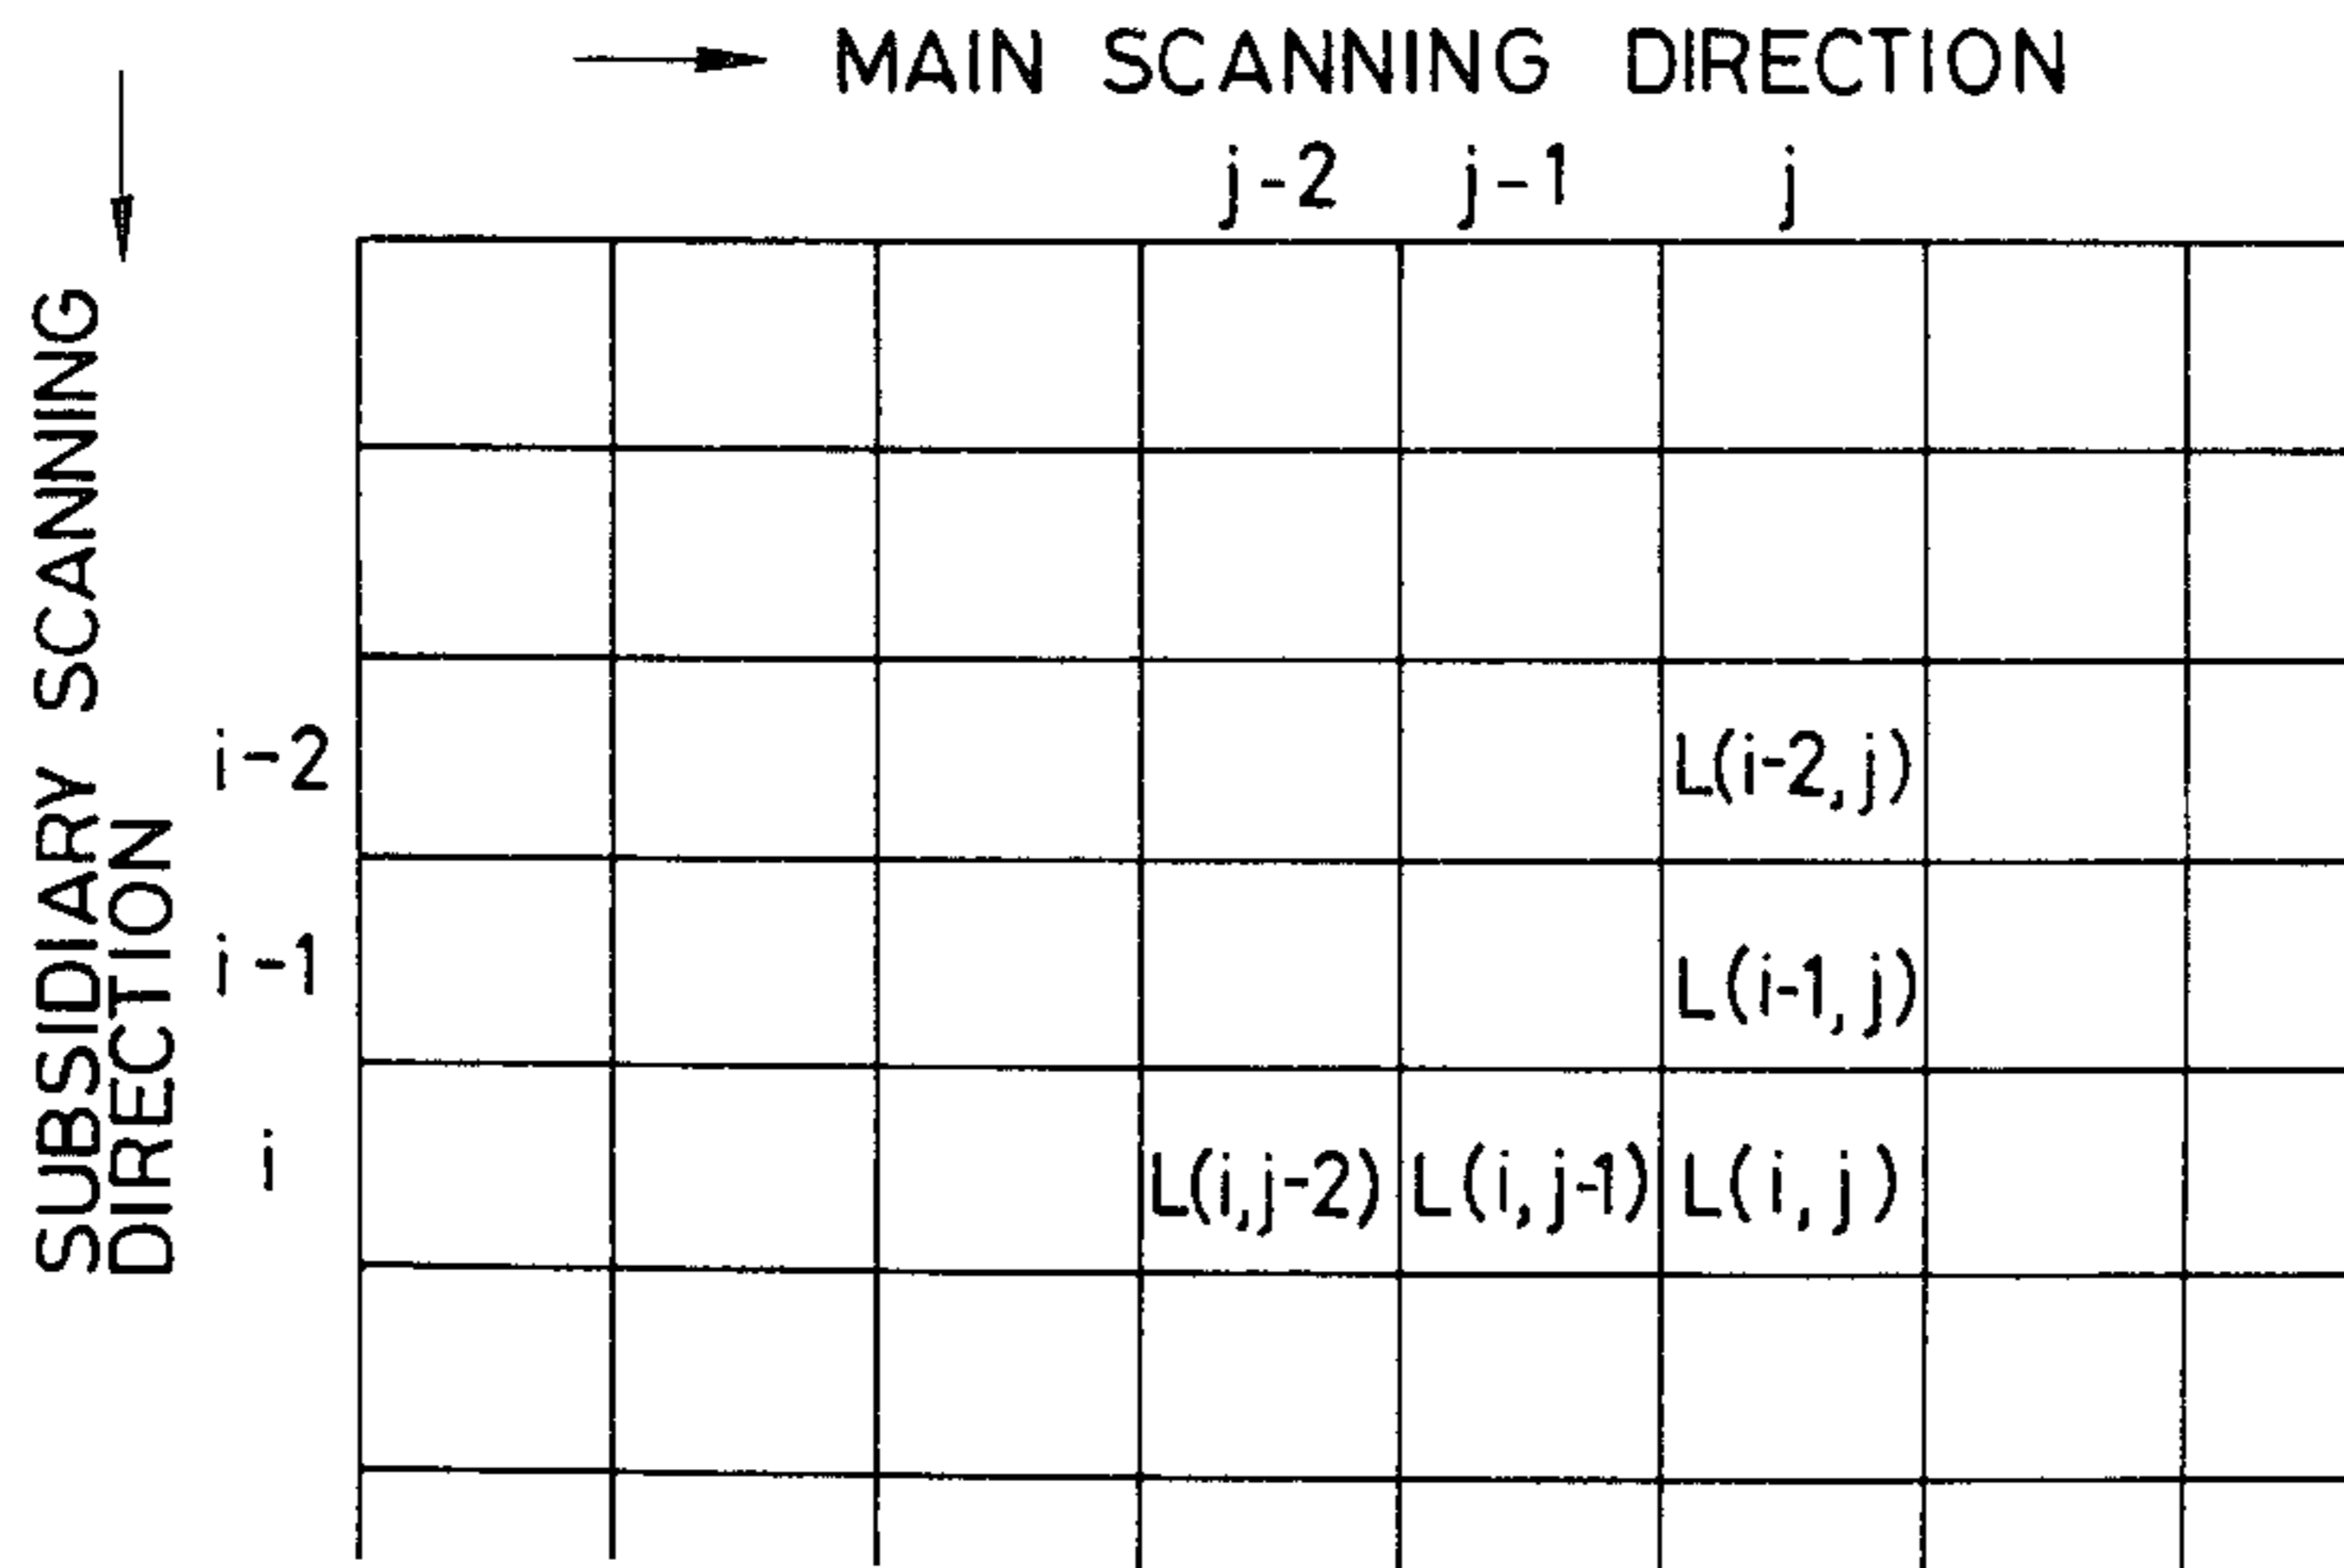 MAIN SCANNING DIRECTION
j-2 j-1 j
SUBSIDIARY SCANNING
DIRECTION
i-2 L(i-2,j)
i-1 L(i-1,j)
i L(i,j-2) L(i,j-1) L(i,j)